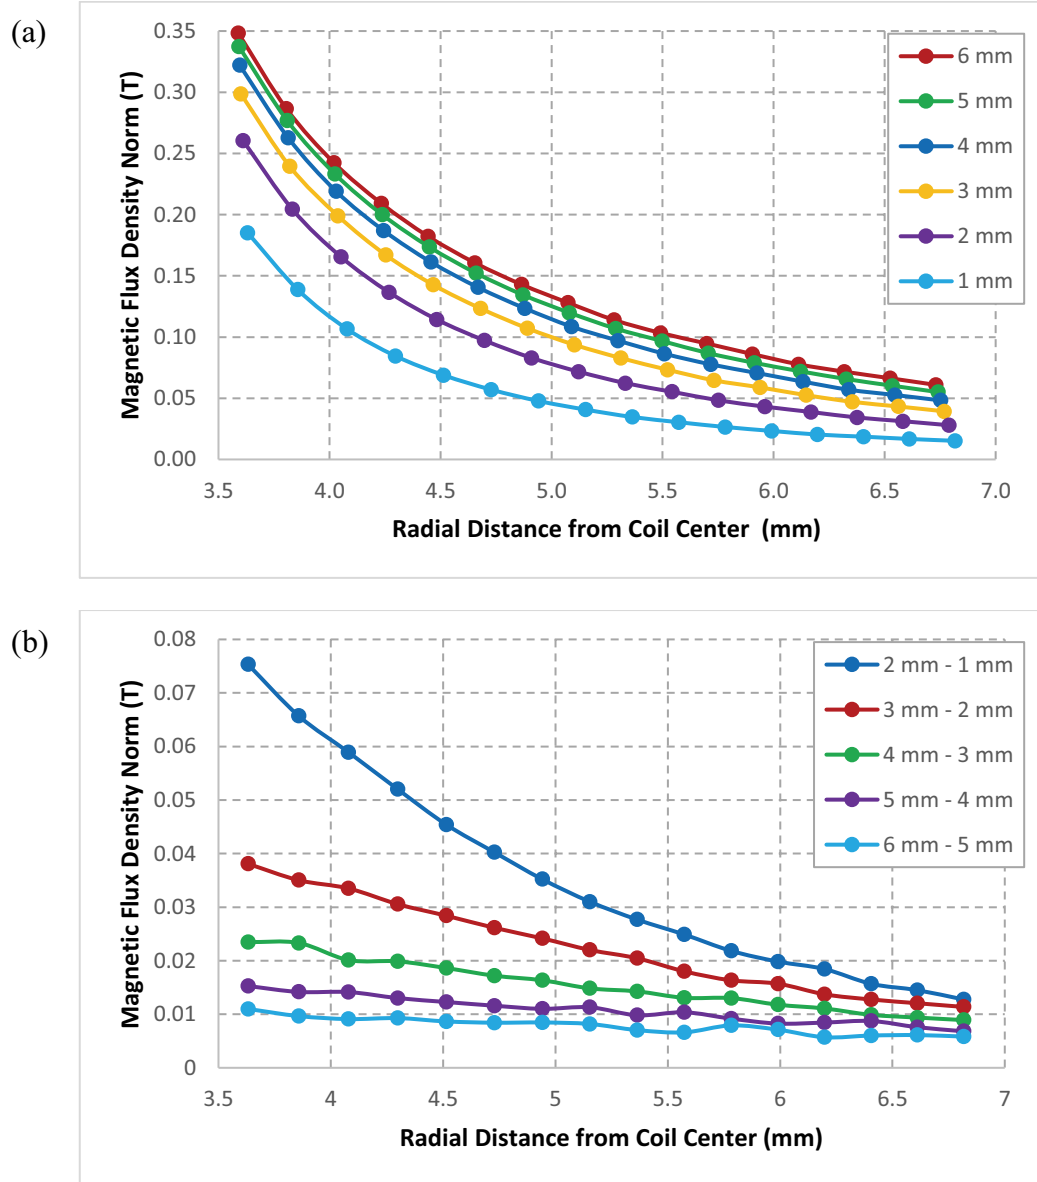 (a)
0.35
0.30
0.25
0.20
0.15
0.10
0.05
0.00
Magnetic Flux Density Norm (T)
3.5 4.0 4.5 5.0 5.5 6.0 6.5 7.0
Radial Distance from Coil Center (mm)
6 mm
5 mm
4 mm
3 mm
2 mm
1 mm
(b)
0.08
0.07
0.06
0.05
0.04
0.03
0.02
0.01
0
Magnetic Flux Density Norm (T)
3.5 4 4.5 5 5.5 6 6.5 7
Radial Distance from Coil Center (mm)
2 mm - 1 mm
3 mm - 2 mm
4 mm - 3 mm
5 mm - 4 mm
6 mm - 5 mm